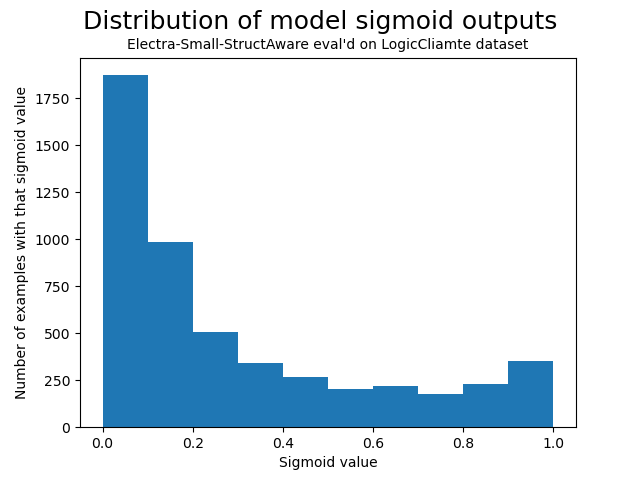 Distribution of model sigmoid outputs
Electra-Small-StructAware eval'd on LogicCliamte dataset
Number of examples with that sigmoid value
1750
1500
1250
1000
750
500
250
0
0.0 0.2 0.4 0.6 0.8 1.0
Sigmoid value